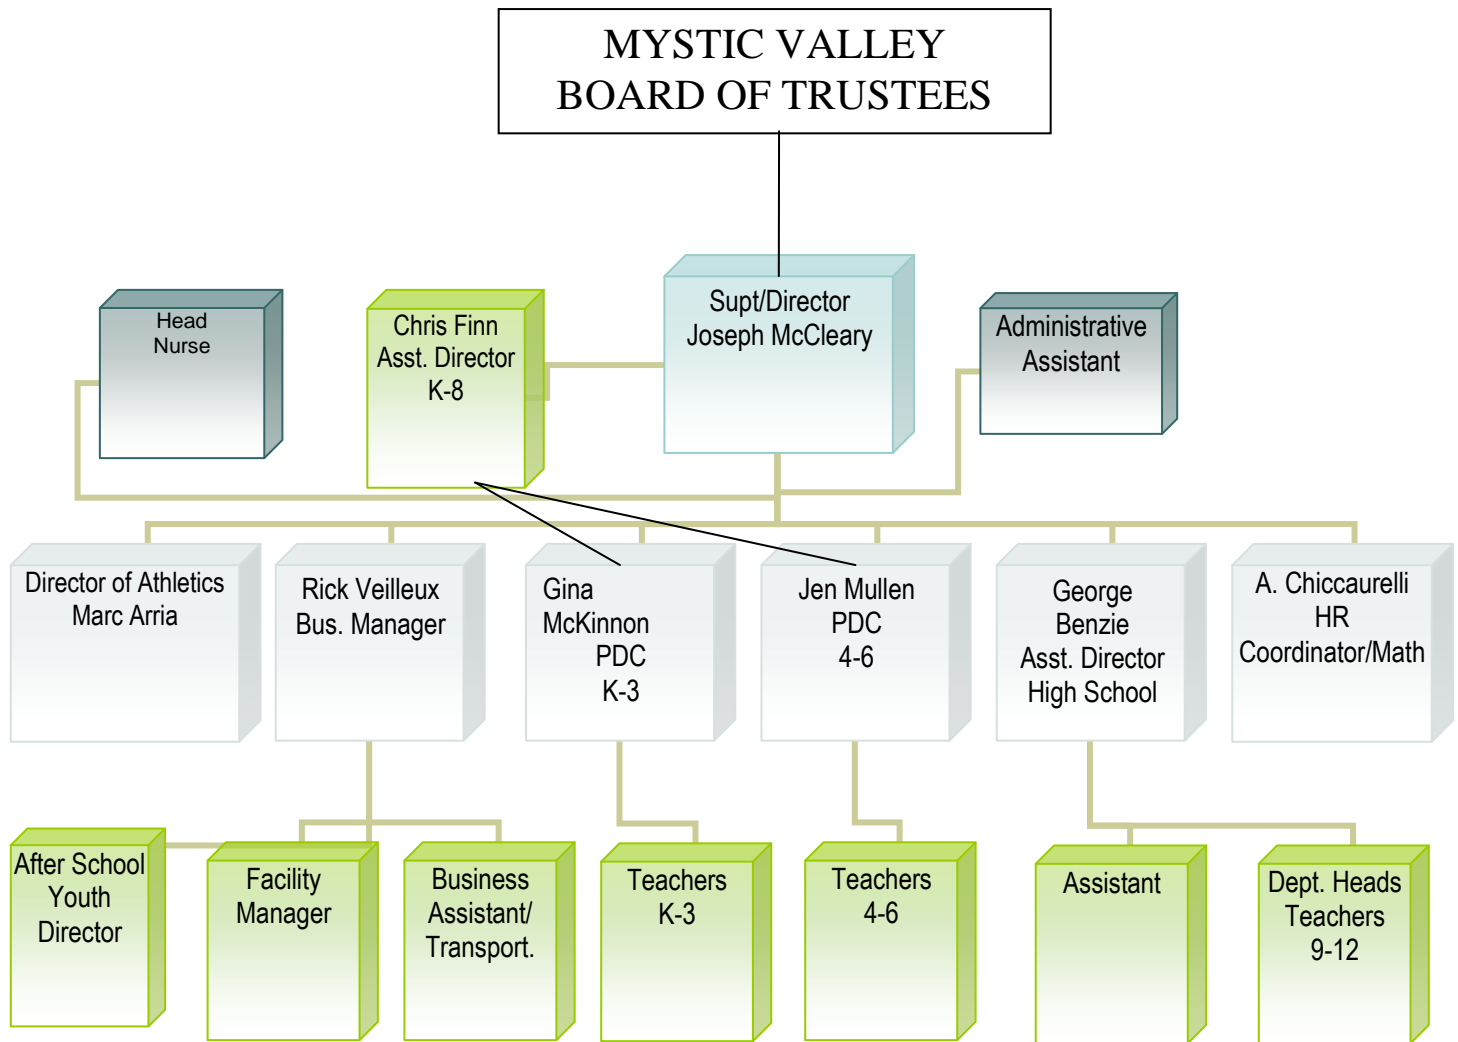 MYSTIC VALLEY
BOARD OF TRUSTEES
Head
Nurse
Chris Finn
Asst. Director
K-8
Supt/Director
Joseph McCleary
Administrative
Assistant
Director of Athletics
Marc Arria
Rick Veilleux
Bus. Manager
Gina
McKinnon
PDC
K-3
Jen Mullen
PDC
4-6
George
Benzie
Asst. Director
High School
A. Chiccaurelli
HR
Coordinator/Math
After School
Youth
Director
Facility
Manager
Business
Assistant/
Transport.
Teachers
K-3
Teachers
4-6
Assistant
Dept. Heads
Teachers
9-12